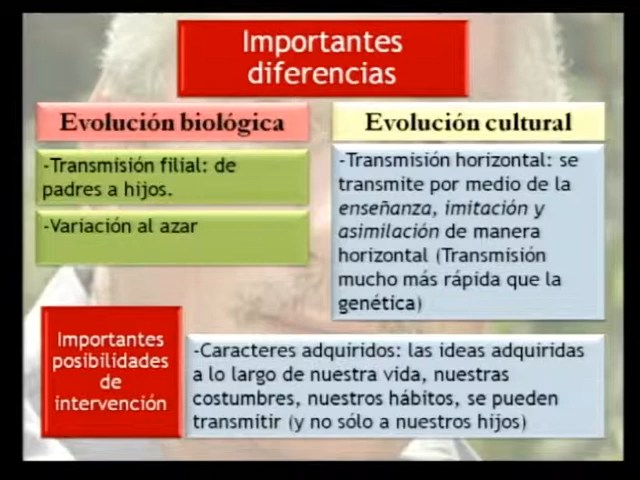 Importantes
diferencias
Evolución biológica
Evolución cultural
-Transmisión filial: de
padres a hijos.
-Variación al azar
-Transmisión horizontal: se
transmite por medio de la
enseñanza, imitación y
asimilación de manera
horizontal (Transmisión
mucho más rápida que la
genética)
Importantes
posibilidades
de
intervención
-Caracteres adquiridos: las ideas adquiridas
a lo largo de nuestra vida, nuestras
costumbres, nuestros hábitos, se pueden
transmitir (y no sólo a nuestros hijos)